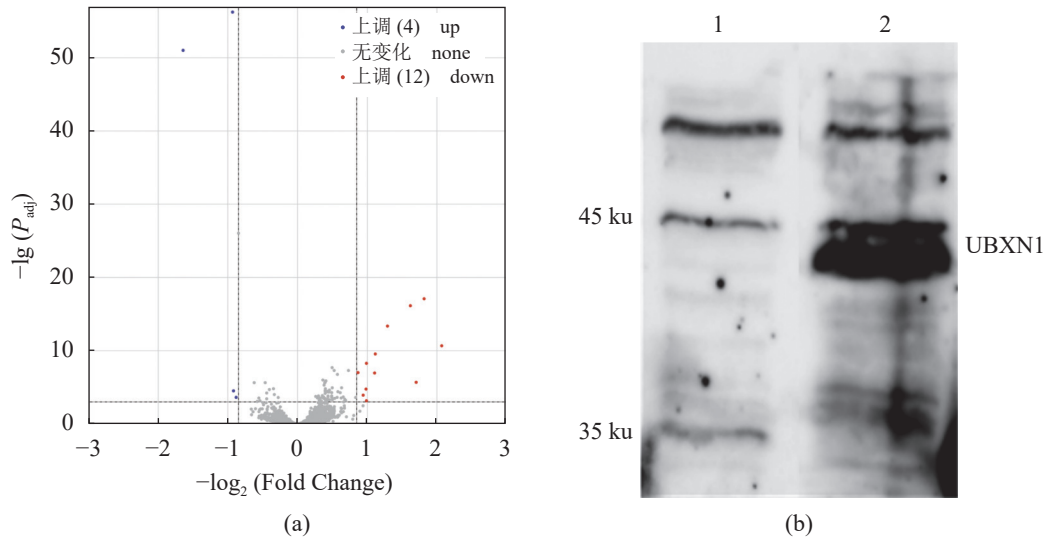 上调 (4) up
无变化 none
上调 (12) down
50
40
30
20
10
0
−lg (P_adj)
−3 −2 −1 0 1 2 3
−log₂ (Fold Change)
(a)
1 2
45 ku
UBXN1
35 ku
(b)